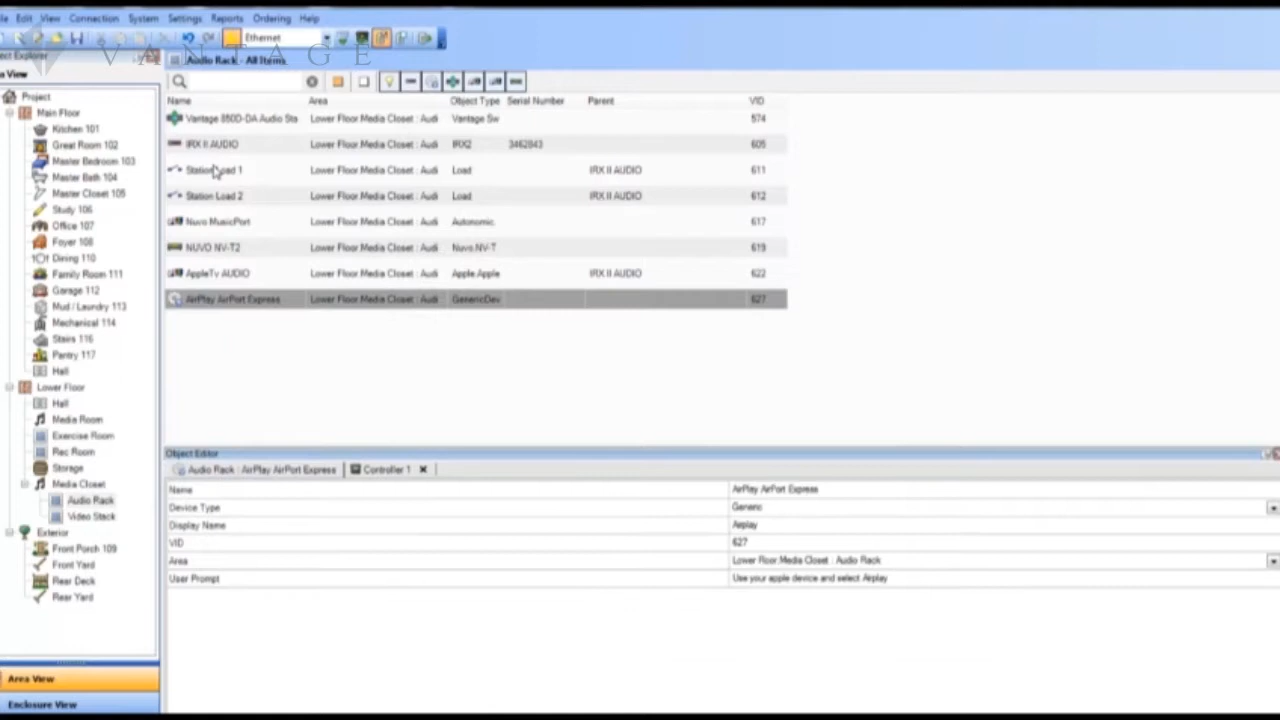 le Edit View Connection System Settings Reports Ordering Help
Ethernet
VANTAGE
ect Explorer
Audio Rack - All Items
a View
Name Area Object Type Serial Number Parent VID
Vantage 850D-DA Audio Sta Lower Floor.Media Closet : Audi Vantage Sw 574
IRX II AUDIO Lower Floor.Media Closet : Audi IRX2 3462843 605
Station Load 1 Lower Floor.Media Closet : Audi Load IRX II AUDIO 611
Station Load 2 Lower Floor.Media Closet : Audi Load IRX II AUDIO 612
Nuvo MusicPort Lower Floor.Media Closet : Audi Autonomic. 617
NUVO NV-T2 Lower Floor.Media Closet : Audi Nuvo.NV-T 619
AppleTv AUDIO Lower Floor.Media Closet : Audi Apple.Apple IRX II AUDIO 622
AirPlay AirPort Express Lower Floor.Media Closet : Audi GenericDev 627
Project
Main Floor
Kitchen 101
Great Room 102
Master Bedroom 103
Master Bath 104
Master Closet 105
Study 106
Office 107
Foyer 108
Dining 110
Family Room 111
Garage 112
Mud / Laundry 113
Mechanical 114
Stairs 116
Pantry 117
Hall
Lower Floor
Hall
Media Room
Exercise Room
Rec Room
Storage
Media Closet
Audio Rack
Video Stack
Exterior
Front Porch 109
Front Yard
Rear Deck
Rear Yard
Area View
Enclosure View
Object Editor
Audio Rack : AirPlay AirPort Express Controller 1
Name AirPlay AirPort Express
Device Type Generic
Display Name Airplay
VID 627
Area Lower Floor.Media Closet : Audio Rack
User Prompt Use your apple device and select Airplay